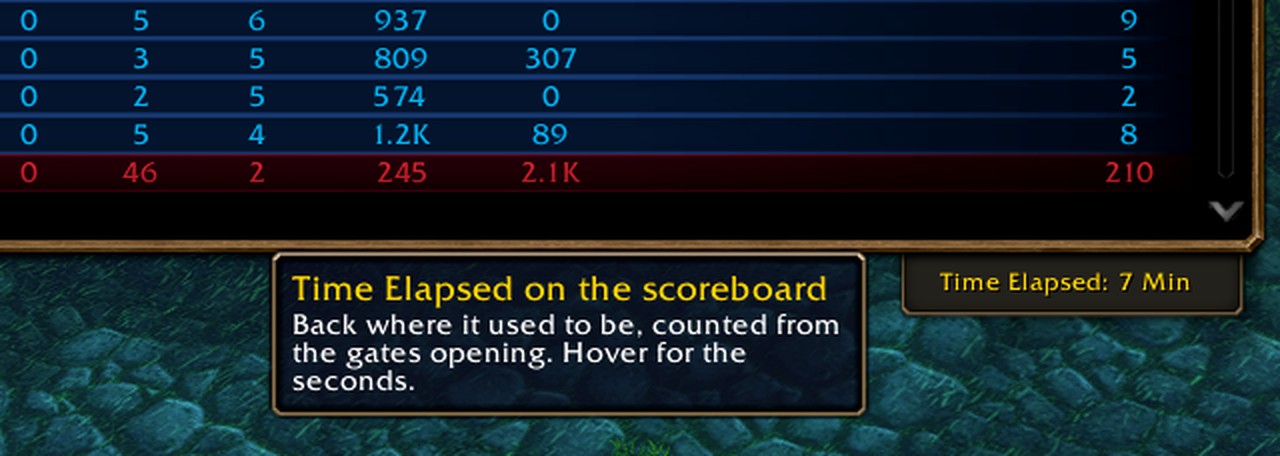 0 5 6 937 0 9
0 3 5 809 307 5
0 2 5 574 0 2
0 5 4 1.2K 89 8
0 46 2 245 2.1K 210
Time Elapsed on the scoreboard
Back where it used to be, counted from
the gates opening. Hover for the
seconds.
Time Elapsed: 7 Min